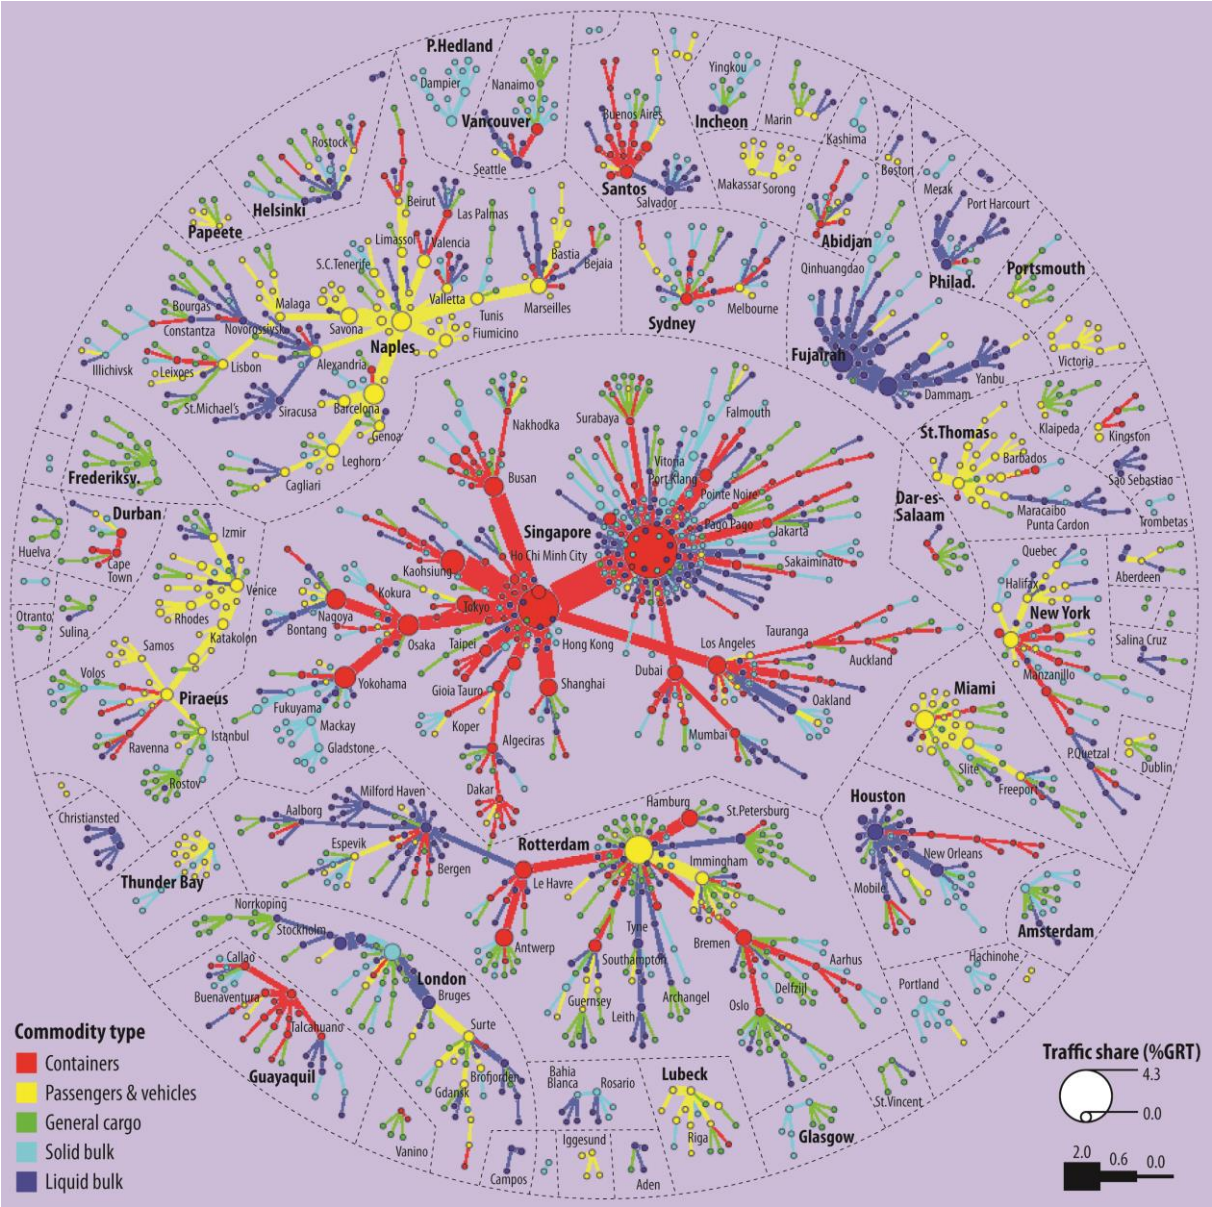 P.Hedland
Dampier
Nanaimo
Vancouver
Seattle
Buenos Aires
Santos
Salvador
Yingkou
Incheon
Marin
Kashima
Makassar
Sorong
Boston
Merak
Abidjan
Port Harcourt
Philad.
Portsmouth
Rostock
Helsinki
Papeete
Beirut
Las Palmas
Limassol
Valencia
S.C.Tenerife
Bastia
Bejaia
Valletta
Marseilles
Tunis
Fiumicino
Malaga
Savona
Naples
Bourgas
Constantza
Novorossiysk
Illichivsk
Leixoes
Lisbon
Alexandria
St.Michael's
Siracusa
Barcelona
Genoa
Leghorn
Cagliari
Sydney
Melbourne
Qinhuangdao
Fujairah
Dammam
Yanbu
Victoria
Klaipeda
Kingston
Sao Sebastiao
Trombetas
St.Thomas
Barbados
Maracaibo
Punta Cardon
Dar-es-
Salaam
Frederiksv.
Durban
Cape
Town
Huelva
Otranto
Sulina
Izmir
Venice
Rhodes
Katakolon
Samos
Volos
Piraeus
Istanbul
Ravenna
Rostov
Nakhodka
Busan
Surabaya
Falmouth
Vitoria
Port Klang
Pointe Noire
Singapore
Pago Pago
Jakarta
Sakaiminato
Ho Chi Minh City
Kaohsiung
Kokura
Nagoya
Bontang
Tokyo
Osaka
Taipei
Hong Kong
Yokohama
Gioia Tauro
Shanghai
Fukuyama
Mackay
Gladstone
Koper
Algeciras
Dakar
Dubai
Los Angeles
Tauranga
Auckland
Oakland
Mumbai
Quebec
Halifax
New York
Manzanillo
P.Quetzal
Aberdeen
Salina Cruz
Dublin
Miami
Slite
Freeport
Houston
New Orleans
Mobile
Amsterdam
Hachinohe
Portland
Christiansted
Thunder Bay
Aalborg
Milford Haven
Espevik
Bergen
Rotterdam
Hamburg
St.Petersburg
Immingham
Le Havre
Antwerp
Tyne
Southampton
Guernsey
Leith
Archangel
Bremen
Aarhus
Delfzijl
Oslo
Norrkoping
Stockholm
London
Bruges
Surte
Brofjorden
Gdansk
Callao
Buenaventura
Talcahuano
Guayaquil
Vanino
Campos
Bahia
Blanca
Rosario
Iggesund
Aden
Lubeck
Riga
Glasgow
St.Vincent
Commodity type
Containers
Passengers & vehicles
General cargo
Solid bulk
Liquid bulk
Traffic share (%GRT)
4.3
0.0
2.0 0.6 0.0